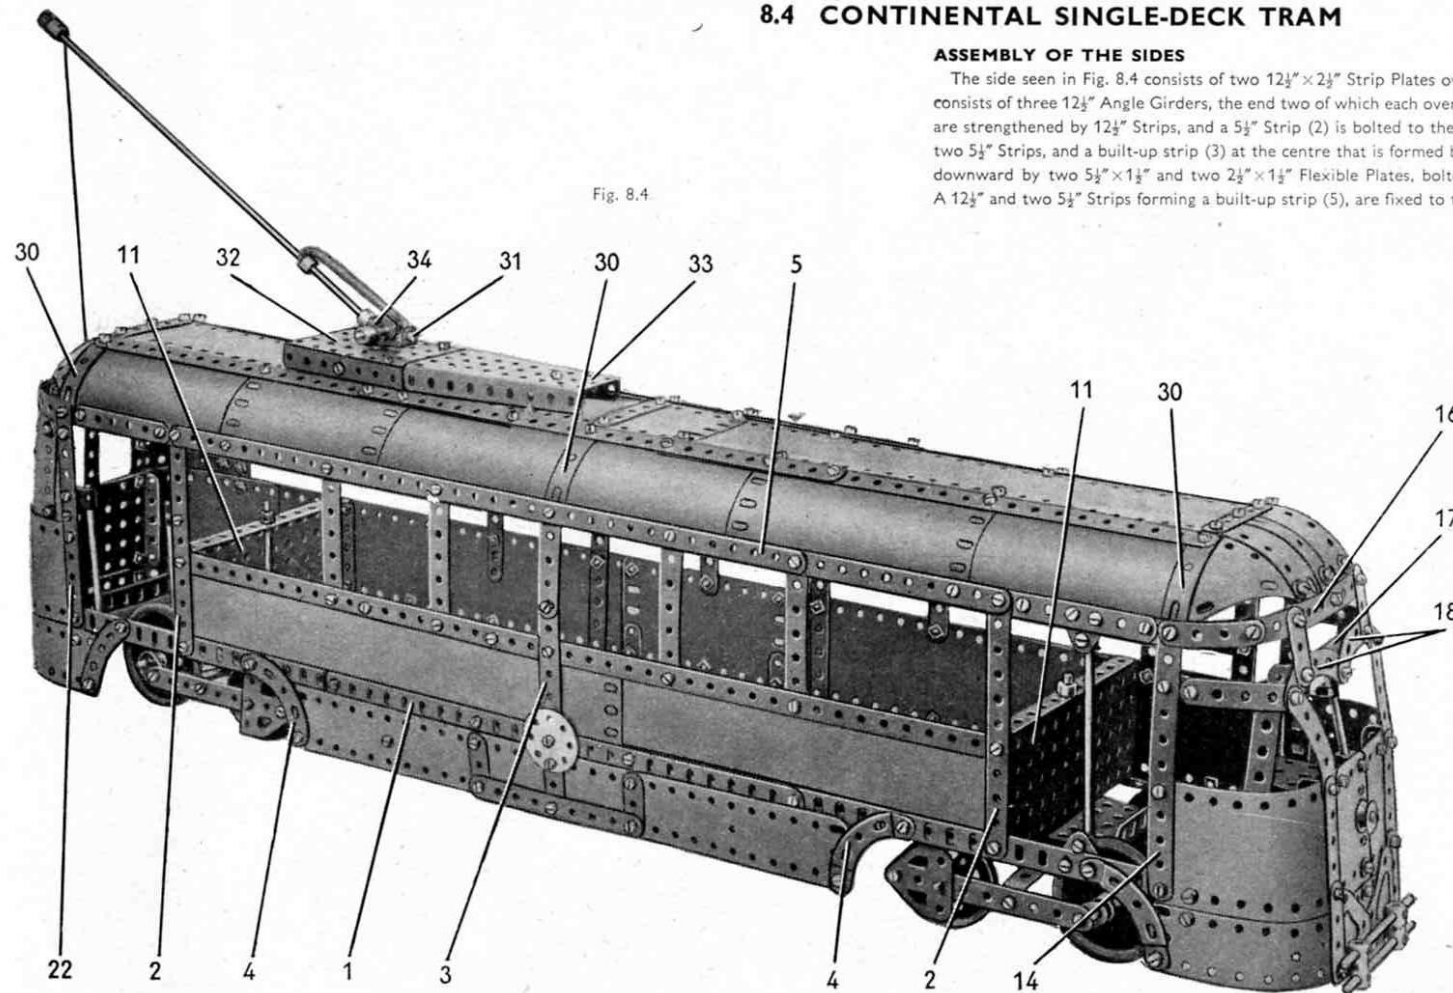 8.4 CONTINENTAL SINGLE-DECK TRAM
ASSEMBLY OF THE SIDES
The side seen in Fig. 8.4 consists of two 12½″×2½″ Strip Plates
consists of three 12½″ Angle Girders, the end two of which each over
are strengthened by 12½″ Strips, and a 5½″ Strip (2) is bolted to the
two 5½″ Strips, and a built-up strip (3) at the centre that is formed
downward by two 5½″×1½″ and two 2½″×1½″ Flexible Plates, bolt
A 12½″ and two 5½″ Strips forming a built-up strip (5), are fixed to
Fig. 8.4
30 11 32 34 31 30 33 5
11 30 16
17
18
22 2 4 1 3 4 2 14